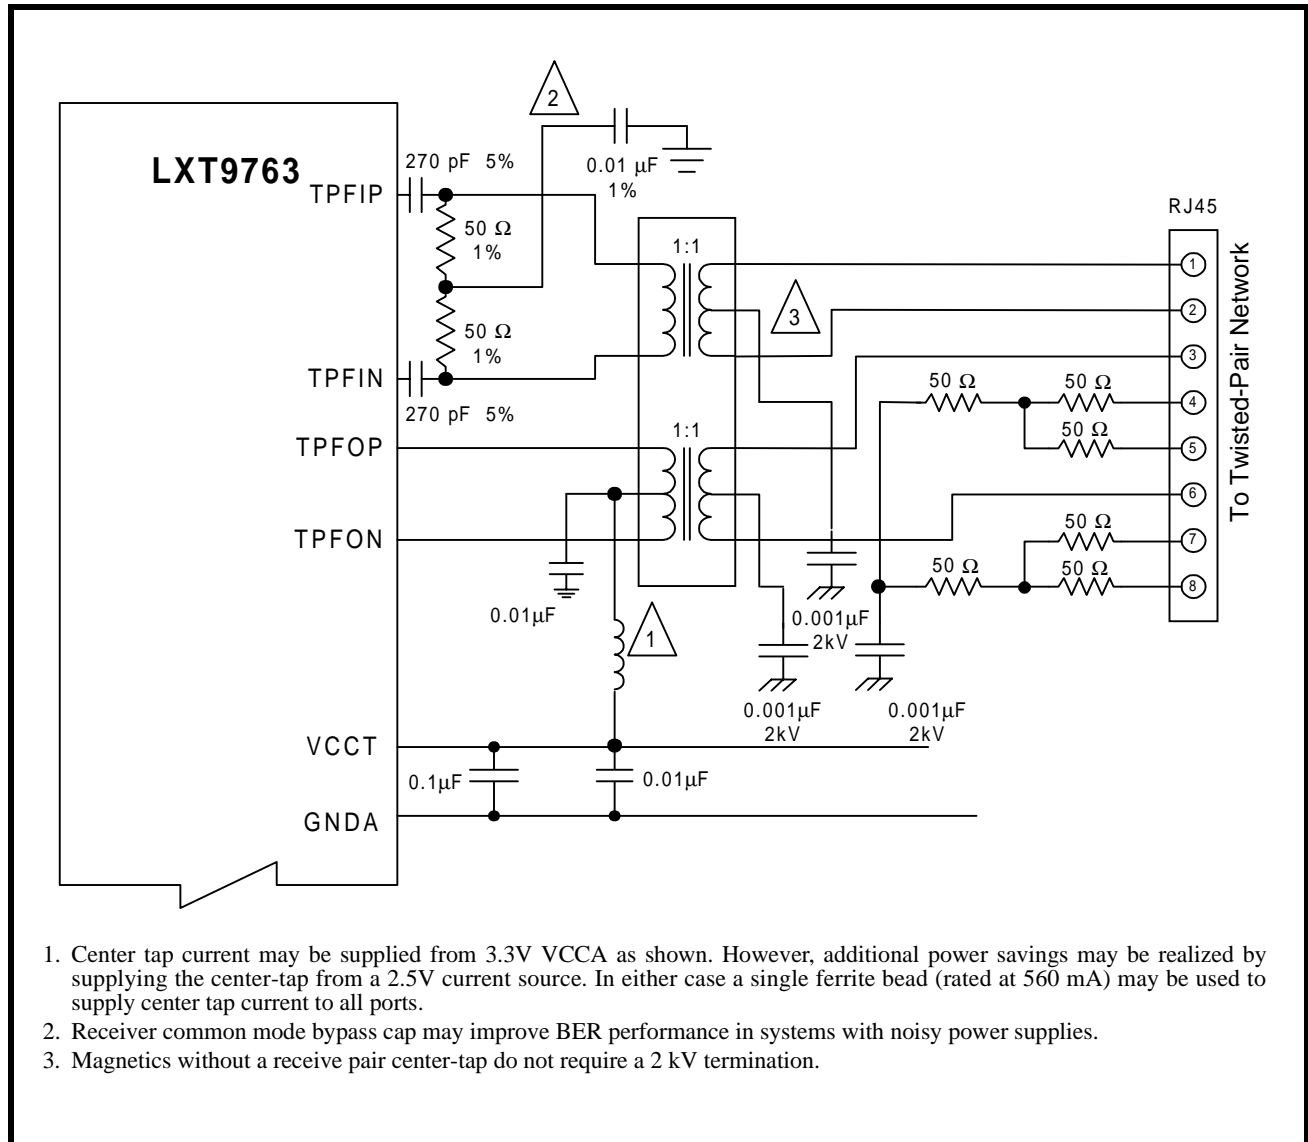 2
LXT9763
270 pF 5%
0.01 µF
1%
TPFIP
RJ45
50 Ω
1%
1:1
1
50 Ω
1%
3
2
To Twisted-Pair Network
3
TPFIN
50 Ω
50 Ω
4
270 pF 5%
1:1
50 Ω
5
TPFOP
6
50 Ω
7
TPFON
50 Ω
50 Ω
8
0.01µF
1
0.001µF
2kV
0.001µF
2kV
0.001µF
2kV
VCCT
0.1µF
0.01µF
GNDA
1. Center tap current may be supplied from 3.3V VCCA as shown. However, additional power savings may be realized by
supplying the center-tap from a 2.5V current source. In either case a single ferrite bead (rated at 560 mA) may be used to
supply center tap current to all ports.
2. Receiver common mode bypass cap may improve BER performance in systems with noisy power supplies.
3. Magnetics without a receive pair center-tap do not require a 2 kV termination.